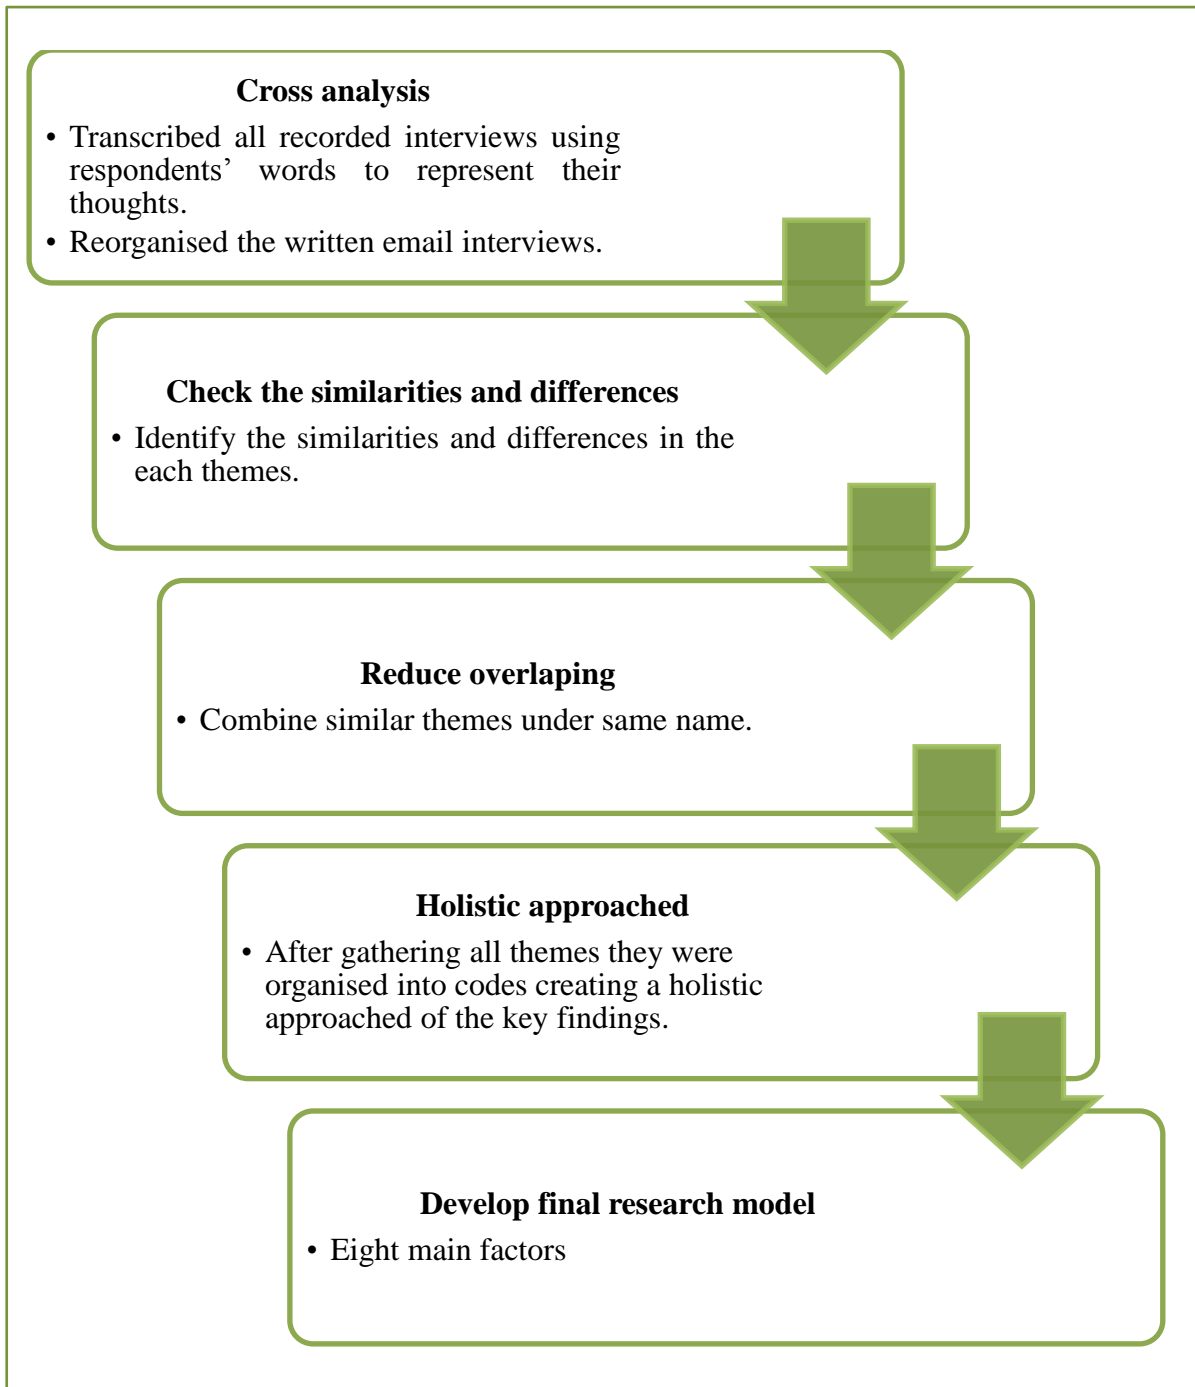 Cross analysis
• Transcribed all recorded interviews using
respondents’ words to represent their
thoughts.
• Reorganised the written email interviews.
Check the similarities and differences
• Identify the similarities and differences in the
each themes.
Reduce overlaping
• Combine similar themes under same name.
Holistic approached
• After gathering all themes they were
organised into codes creating a holistic
approached of the key findings.
Develop final research model
• Eight main factors